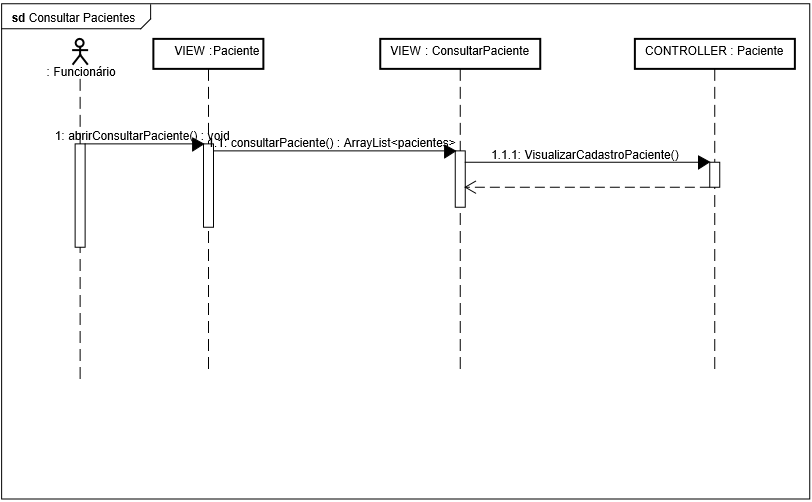 sd Consultar Pacientes
: Funcionário
VIEW :Paciente
VIEW : ConsultarPaciente
CONTROLLER : Paciente
1: abrirConsultarPaciente() : void
1.1: consultarPaciente() : ArrayList<pacientes>
1.1.1: VisualizarCadastroPaciente()